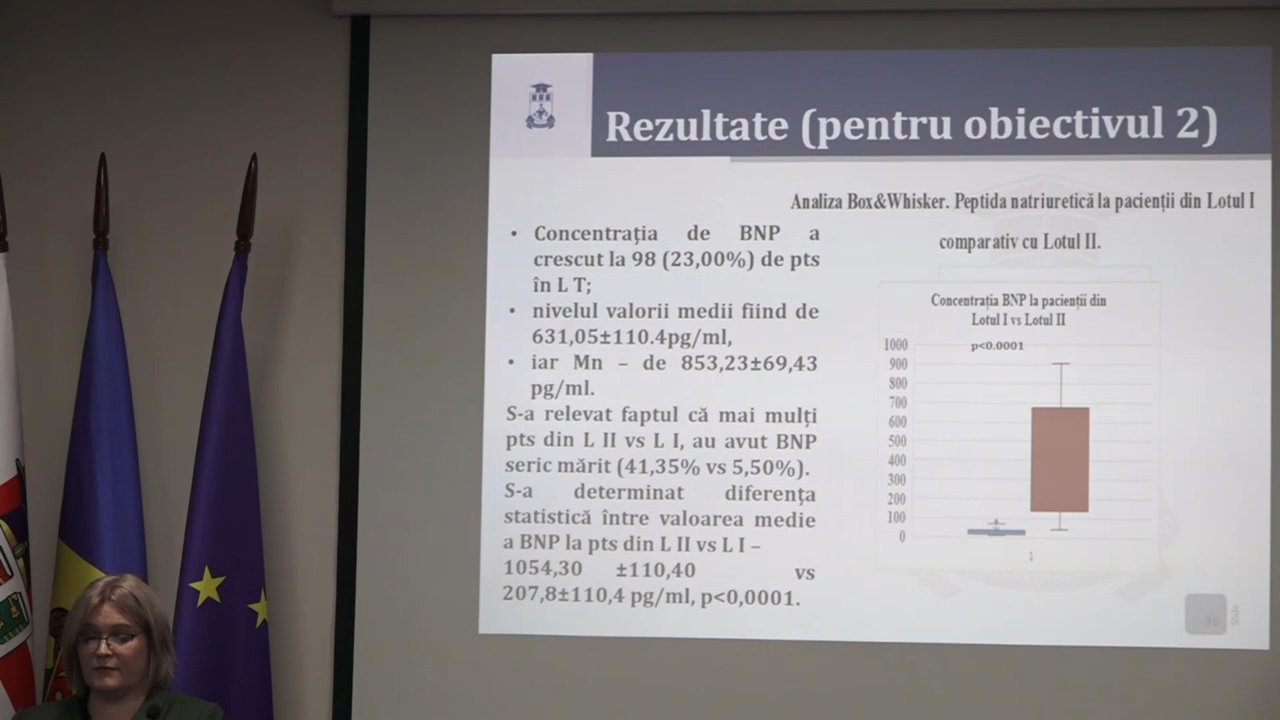 Rezultate (pentru obiectivul 2)
• Concentrația de BNP a
crescut la 98 (23,00%) de pts
în L T;
• nivelul valorii medii fiind de
631,05±110.4pg/ml,
• iar Mn – de 853,23±69,43
pg/ml.
S-a relevat faptul că mai mulți
pts din L II vs L I, au avut BNP
seric mărit (41,35% vs 5,50%).
S-a determinat diferența
statistică între valoarea medie
a BNP la pts din L II vs L I –
1054,30 ±110,40 vs
207,8±110,4 pg/ml, p<0,0001.
Analiza Box&Whisker. Peptida natriuretică la pacienții din Lotul I
comparativ cu Lotul II.
Concentrația BNP la pacienții din
Lotul I vs Lotul II
p<0.0001
1000
900
800
700
600
500
400
300
200
100
0
1
36
Slide